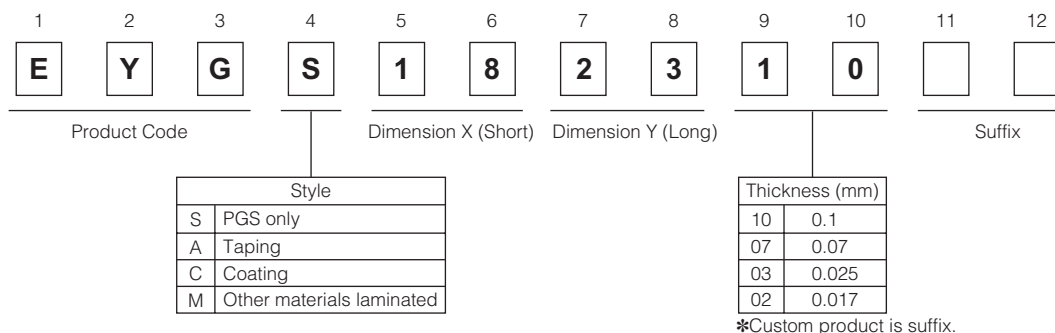 1 2 3 4 5 6 7 8 9 10 11 12
E Y G S 1 8 2 3 1 0
Product Code Dimension X (Short) Dimension Y (Long) Suffix
Style
S PGS only
A Taping
C Coating
M Other materials laminated
Thickness (mm)
10 0.1
07 0.07
03 0.025
02 0.017
✽Custom product is suffix.